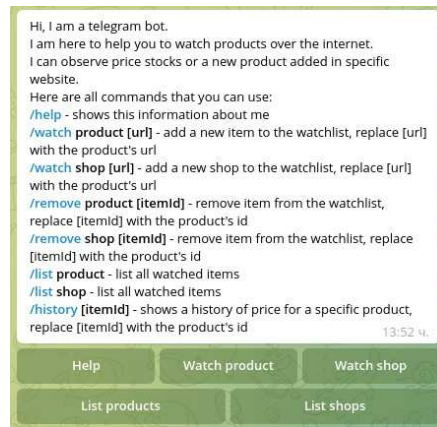 Hi, I am a telegram bot.
I am here to help you to watch products over the internet.
I can observe price stocks or a new product added in specific
website.
Here are all commands that you can use:
/help - shows this information about me
/watch product [url] - add a new item to the watchlist, replace [url]
with the product's url
/watch shop [url] - add a new shop to the watchlist, replace [url]
with the product's url
/remove product [itemId] - remove item from the watchlist,
replace [itemId] with the product's id
/remove shop [itemId] - remove item from the watchlist, replace
[itemId] with the product's id
/list product - list all watched items
/list shop - list all watched items
/history [itemId] - shows a history of price for a specific product,
replace [itemId] with the product's id
13:52 ч.
Help Watch product Watch shop
List products List shops